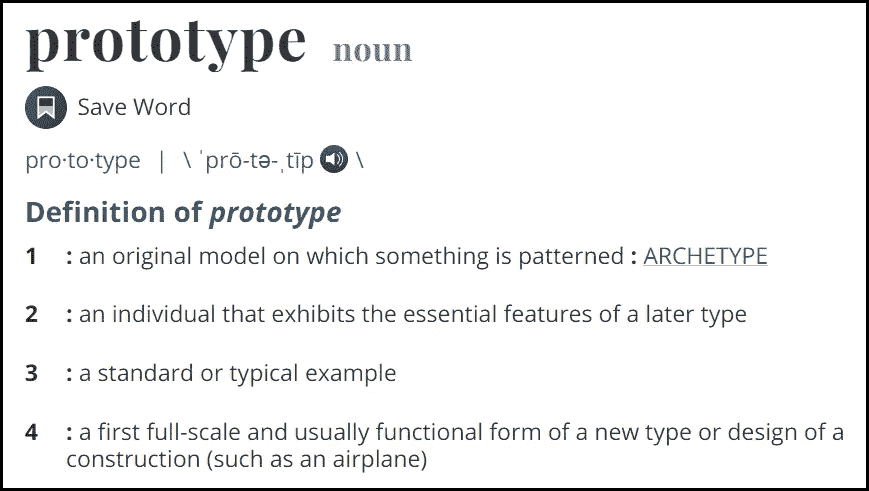 prototype noun
Save Word
pro·to·type | \ ˈprō-tə-ˌtīp \
Definition of prototype
1 : an original model on which something is patterned : ARCHETYPE
2 : an individual that exhibits the essential features of a later type
3 : a standard or typical example
4 : a first full-scale and usually functional form of a new type or design of a
construction (such as an airplane)